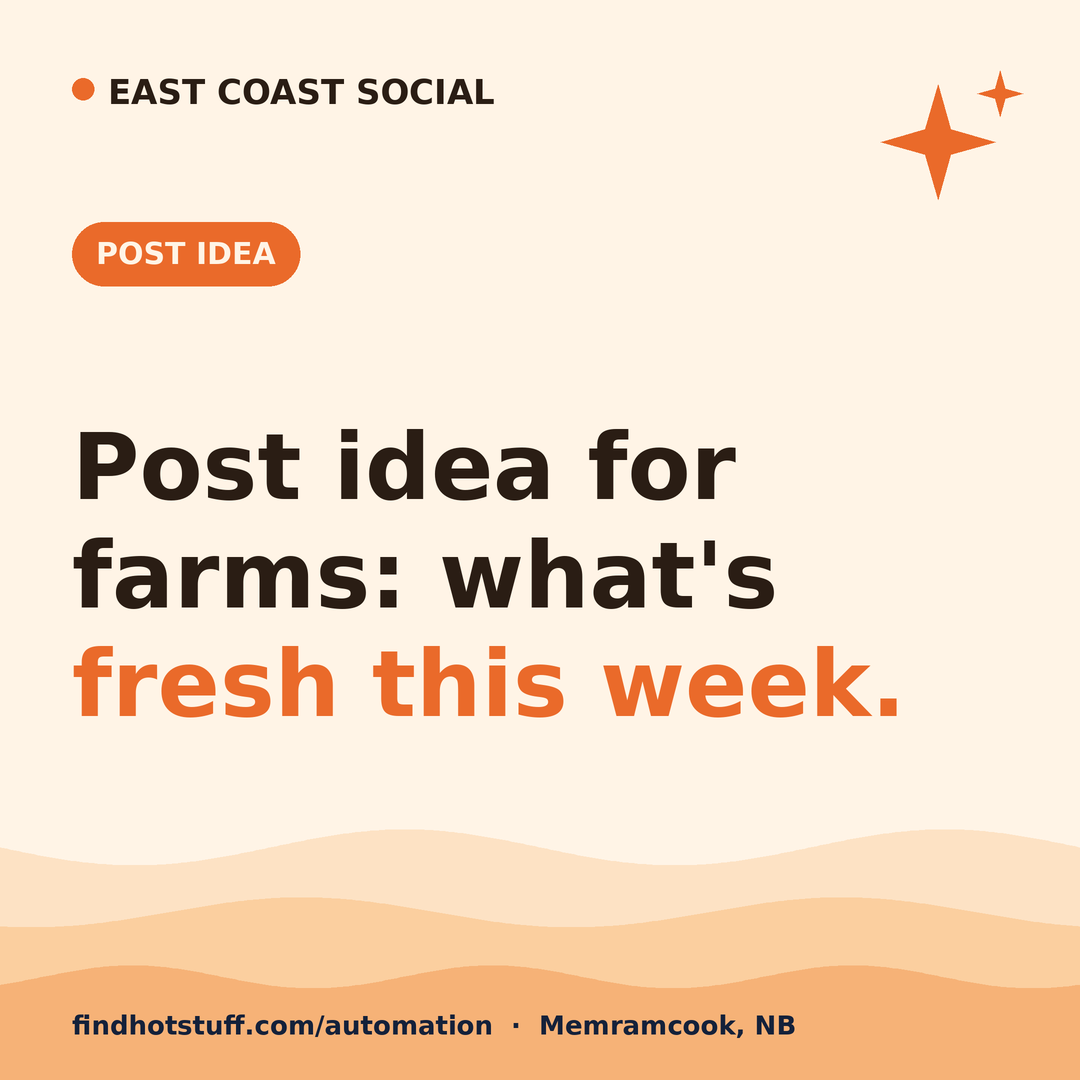 EAST COAST SOCIAL
POST IDEA
Post idea for
farms: what's
fresh this week.
findhotstuff.com/automation · Memramcook, NB